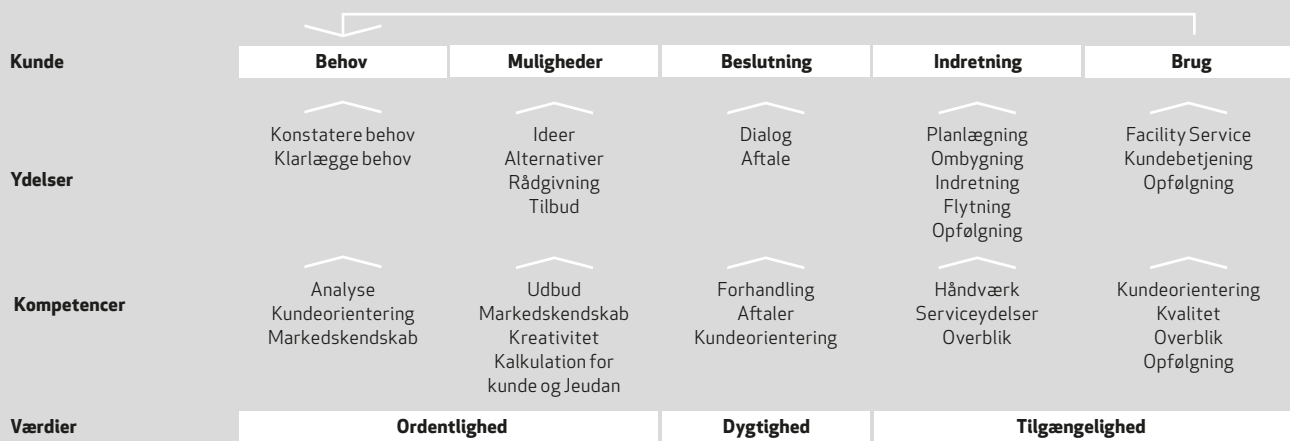 Kunde
Behov
Muligheder
Beslutning
Indretning
Brug
Ydelser
Konstatere behov
Klarlægge behov
Ideer
Alternativer
Rådgivning
Tilbud
Dialog
Aftale
Planlægning
Ombygning
Indretning
Flytning
Opfølgning
Facility Service
Kundebetjening
Opfølgning
Kompetencer
Analyse
Kundeorientering
Markedskendskab
Udbud
Markedskendskab
Kreativitet
Kalkulation for
kunde og Jeudan
Forhandling
Aftaler
Kundeorientering
Håndværk
Serviceydelser
Overblik
Kundeorientering
Kvalitet
Overblik
Opfølgning
Værdier
Ordentlighed
Dygtighed
Tilgængelighed